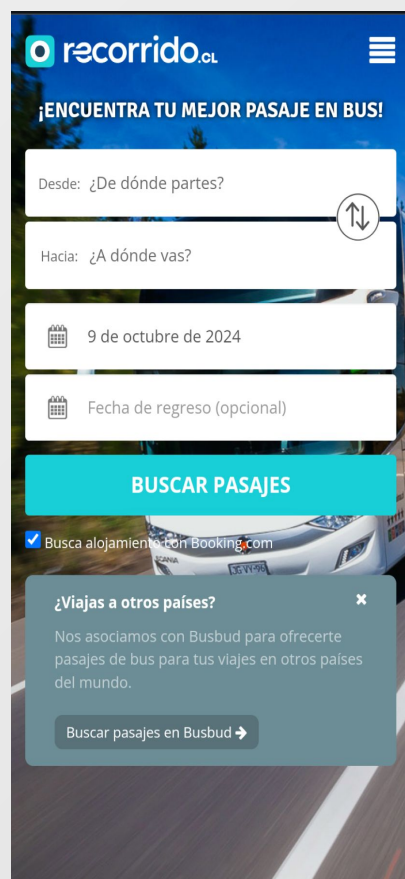 recorrido.CL
¡ENCUENTRA TU MEJOR PASAJE EN BUS!
Desde: ¿De dónde partes?
Hacia: ¿A dónde vas?
9 de octubre de 2024
Fecha de regreso (opcional)
BUSCAR PASAJES
Busca alojamiento con Booking.com
SCANIA
¿Viajas a otros países?
Nos asociamos con Busbud para ofrecerte
pasajes de bus para tus viajes en otros países
del mundo.
Buscar pasajes en Busbud